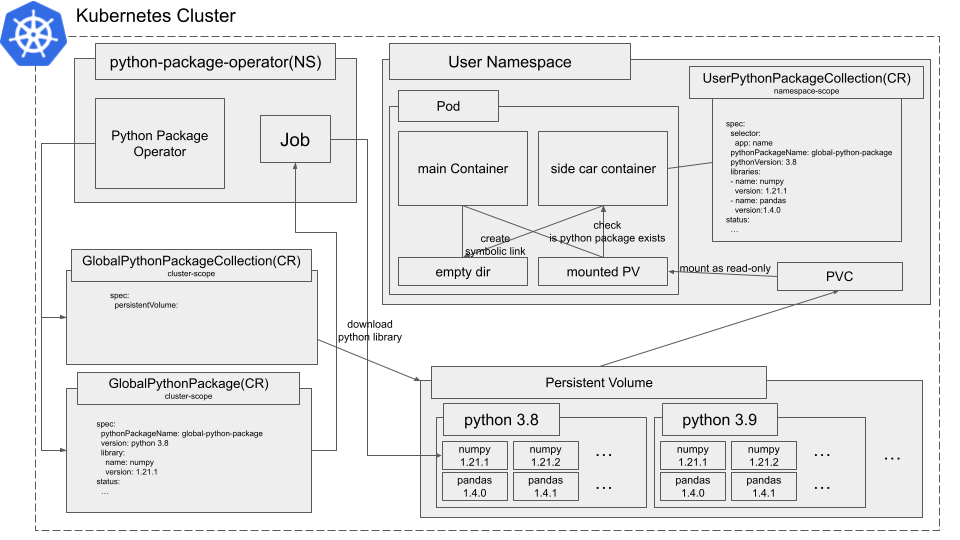 Kubernetes Cluster
python-package-operator(NS)
Python Package
Operator
Job
User Namespace
Pod
main Container
side car container
create
symbolic link
check
is python package exists
empty dir
mounted PV
UserPythonPackageCollection(CR)
namespace-scope
spec:
selector:
app: name
pythonPackageName: global-python-package
pythonVersion: 3.8
libraries:
- name: numpy
version: 1.21.1
- name: pandas
version:1.4.0
status:
...
mount as read-only
PVC
GlobalPythonPackageCollection(CR)
cluster-scope
spec:
persistentVolume:
download
python library
GlobalPythonPackage(CR)
cluster-scope
spec:
pythonPackageName: global-python-package
version: python 3.8
library:
name: numpy
version: 1.21.1
status:
...
Persistent Volume
python 3.8
numpy
1.21.1
numpy
1.21.2
...
pandas
1.4.0
pandas
1.4.1
...
python 3.9
numpy
1.21.1
numpy
1.21.2
...
pandas
1.4.0
pandas
1.4.1
...
...